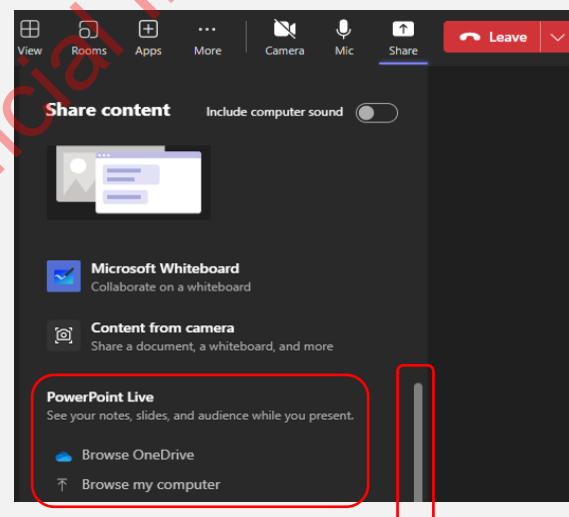 View Rooms Apps More Camera Mic Share Leave
Share content Include computer sound
Microsoft Whiteboard
Collaborate on a whiteboard
Content from camera
Share a document, a whiteboard, and more
PowerPoint Live
See your notes, slides, and audience while you present.
Browse OneDrive
Browse my computer